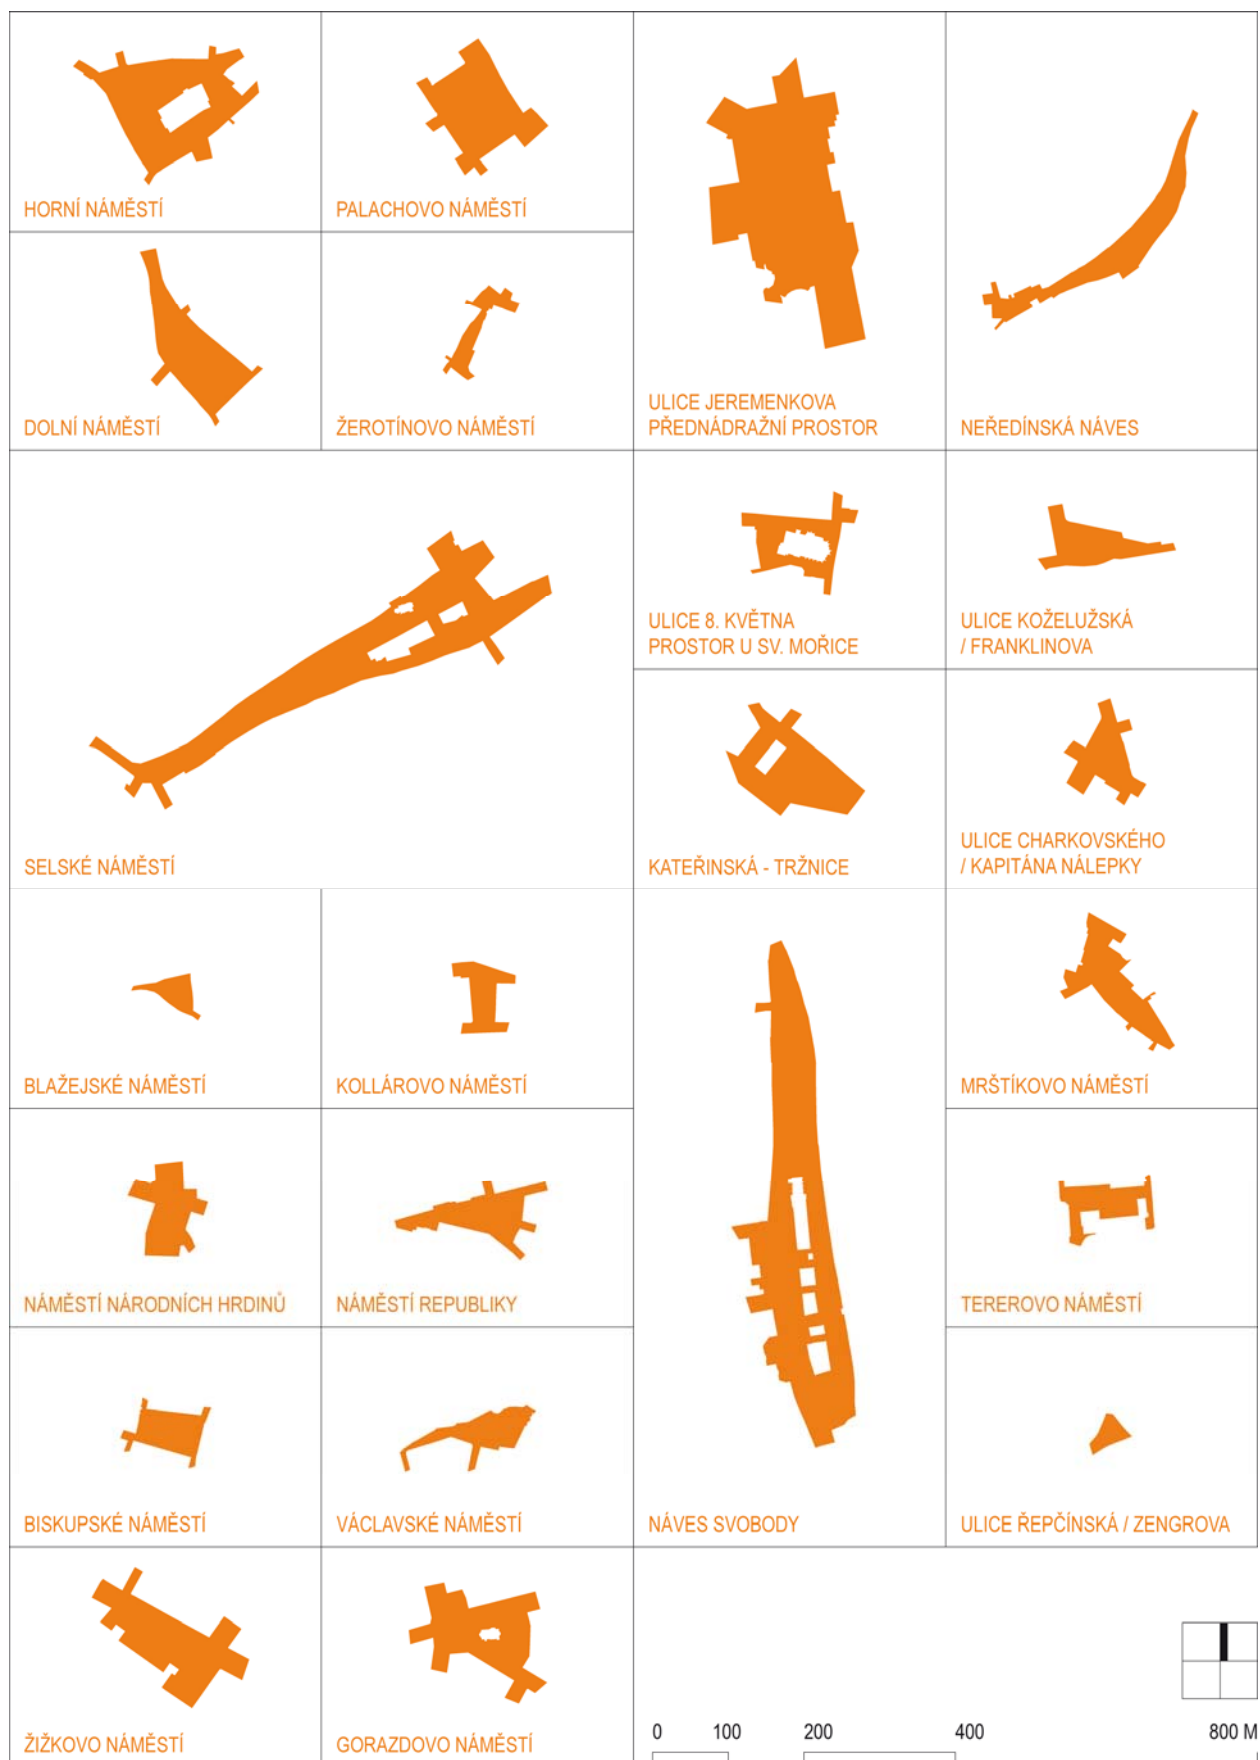 HORNÍ NÁMĚSTÍ
PALACHOVO NÁMĚSTÍ
DOLNÍ NÁMĚSTÍ
ŽEROTÍNOVO NÁMĚSTÍ
ULICE JEREMENKOVA
PŘEDNÁDRAŽNÍ PROSTOR
NEŘEDÍNSKÁ NÁVES
SELSKÉ NÁMĚSTÍ
ULICE 8. KVĚTNA
PROSTOR U SV. MOŘICE
ULICE KOŽELUŽSKÁ
/ FRANKLINOVA
KATEŘINSKÁ - TRŽNICE
ULICE CHARKOVSKÉHO
/ KAPITÁNA NÁLEPKY
BLAŽEJSKÉ NÁMĚSTÍ
KOLLÁROVO NÁMĚSTÍ
MRŠTÍKOVO NÁMĚSTÍ
NÁMĚSTÍ NÁRODNÍCH HRDINŮ
NÁMĚSTÍ REPUBLIKY
TEREROVO NÁMĚSTÍ
BISKUPSKÉ NÁMĚSTÍ
VÁCLAVSKÉ NÁMĚSTÍ
NÁVES SVOBODY
ULICE ŘEPČÍNSKÁ / ZENGROVA
ŽIŽKOVO NÁMĚSTÍ
GORAZDOVO NÁMĚSTÍ
0 100 200 400 800 M